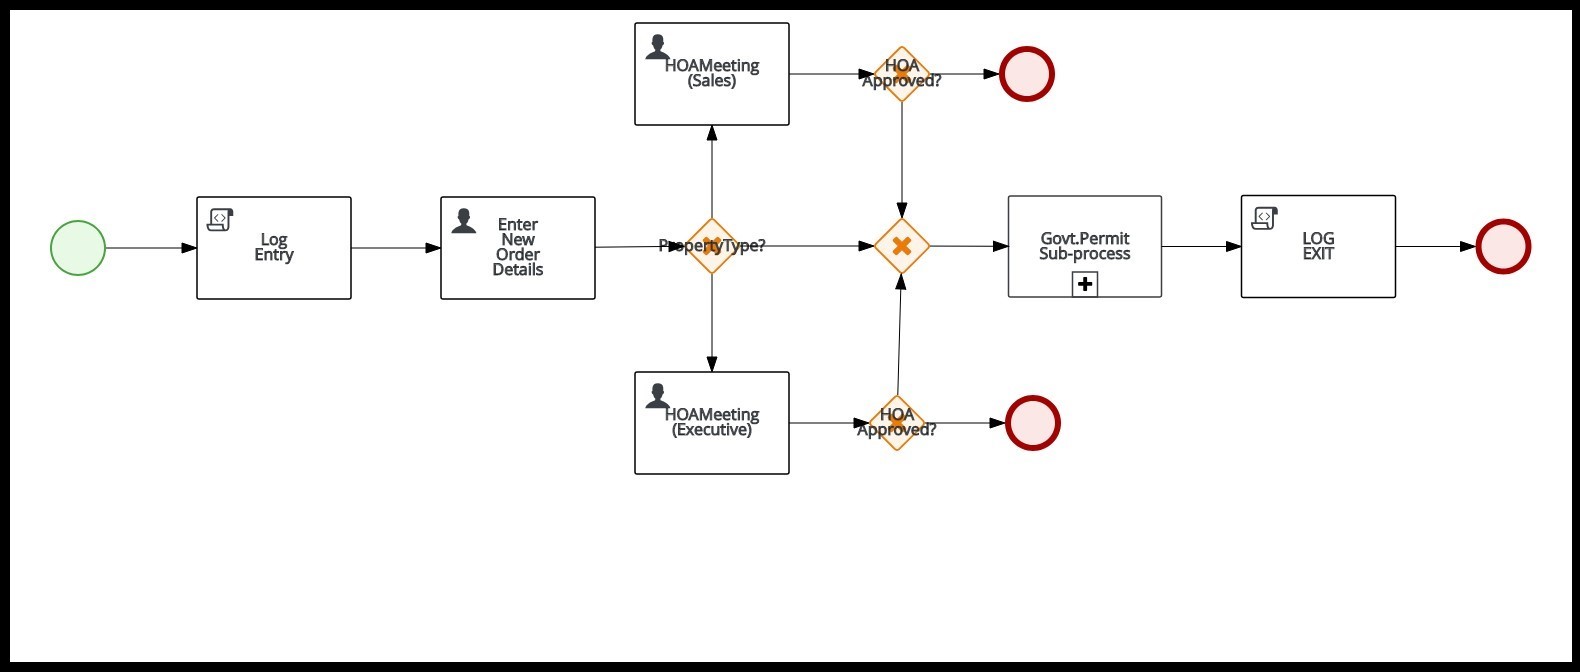 HOAMeeting
(Sales)
HOA
Approved?
Log
Entry
Enter
New
Order
Details
PropertyType?
Govt.Permit
Sub-process
LOG
EXIT
HOAMeeting
(Executive)
HOA
Approved?